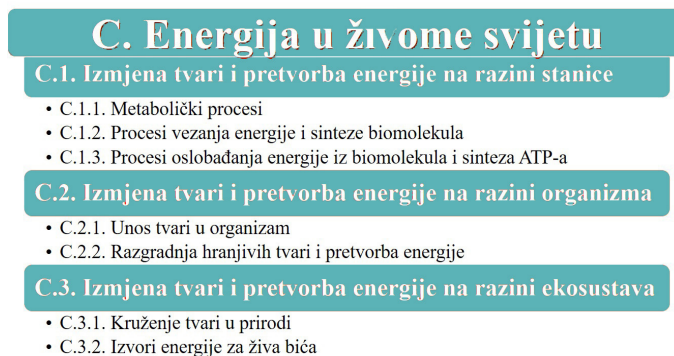 C. Energija u živome svijetu
C.1. Izmjena tvari i pretvorba energije na razini stanice
• C.1.1. Metabolički procesi
• C.1.2. Procesi vezanja energije i sinteze biomolekula
• C.1.3. Procesi oslobađanja energije iz biomolekula i sinteza ATP-a
C.2. Izmjena tvari i pretvorba energije na razini organizma
• C.2.1. Unos tvari u organizam
• C.2.2. Razgradnja hranjivih tvari i pretvorba energije
C.3. Izmjena tvari i pretvorba energije na razini ekosustava
• C.3.1. Kruženje tvari u prirodi
• C.3.2. Izvori energije za živa bića